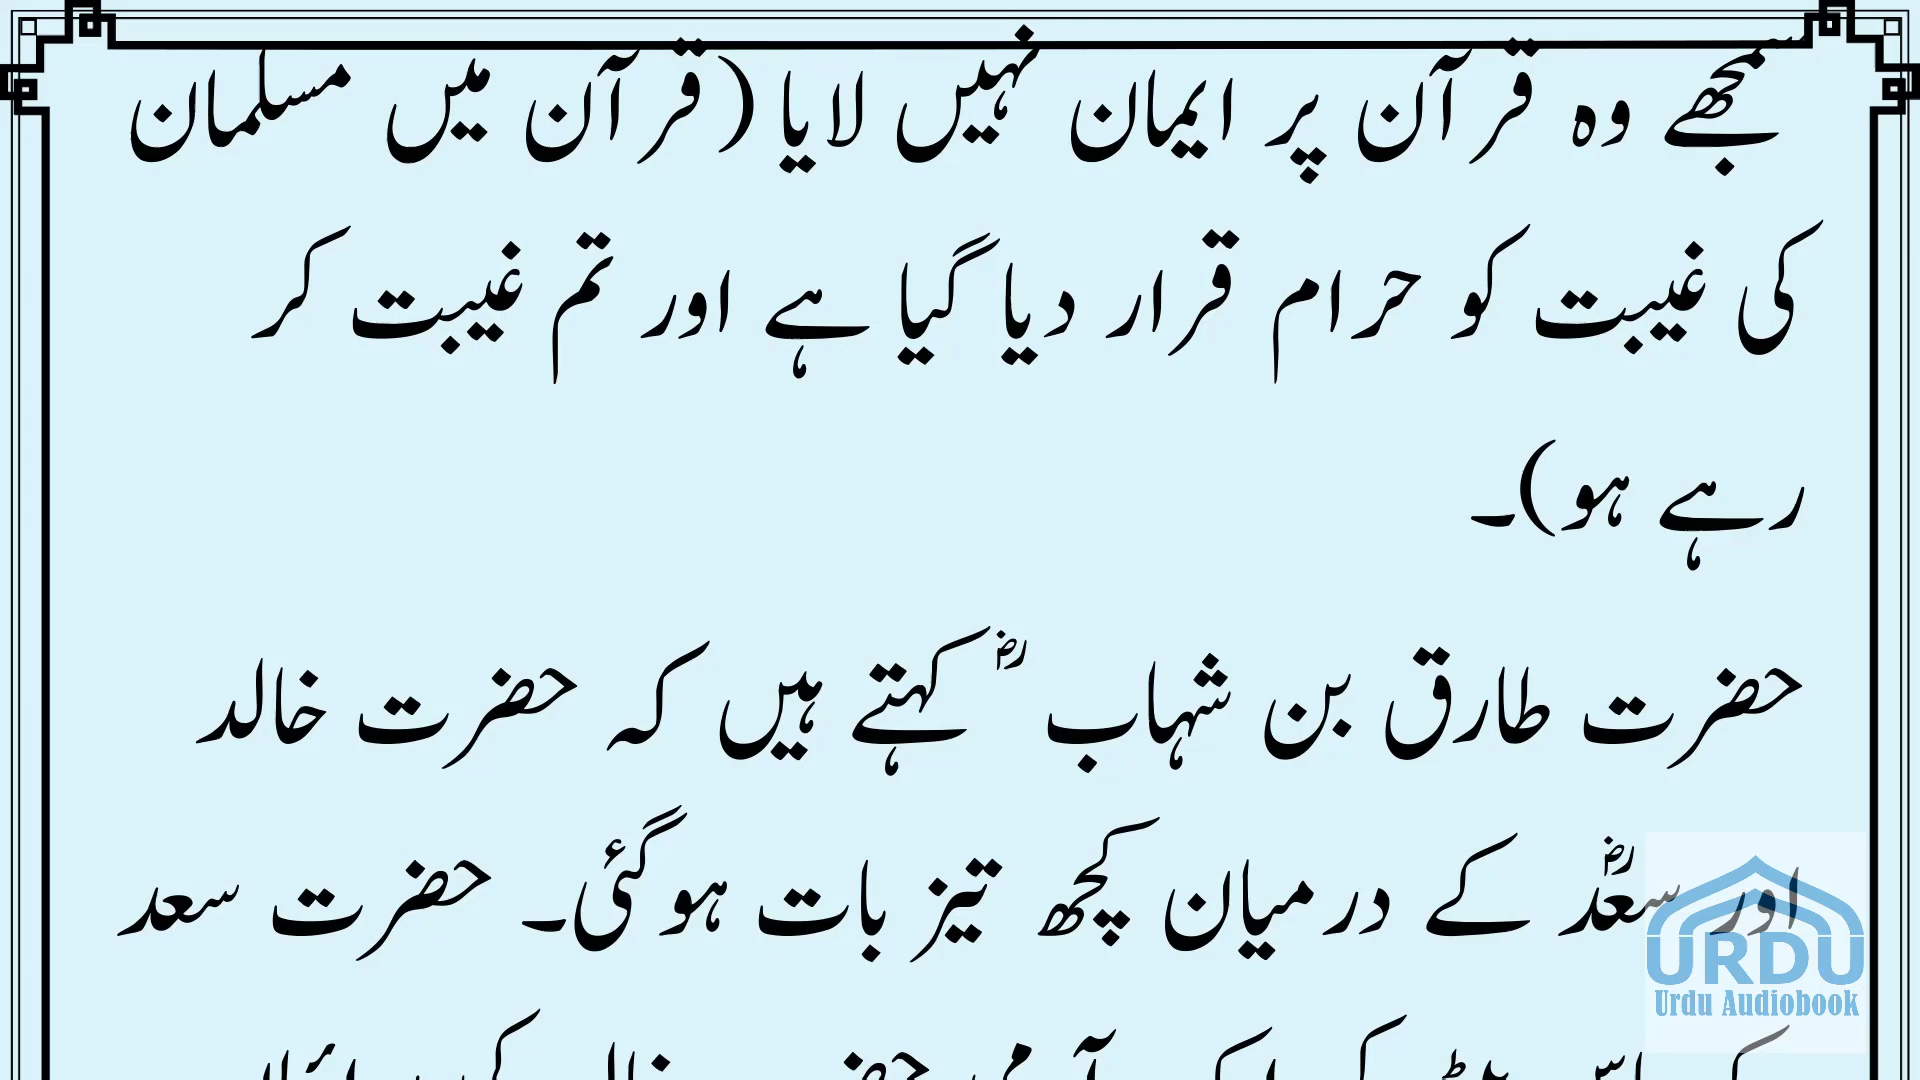 سمجھے وہ قرآن پر ایمان نہیں لایا (قرآن میں مسلمان
کی غیبت کو حرام قرار دیا گیا ہے اور تم غیبت کر
رہے ہو)۔
حضرت طارق بن شہابؓ کہتے ہیں کہ حضرت خالد
اور سعدؓ کے درمیان کچھ تیز بات ہوگئی۔ حضرت سعد
URDU
Urdu Audiobook